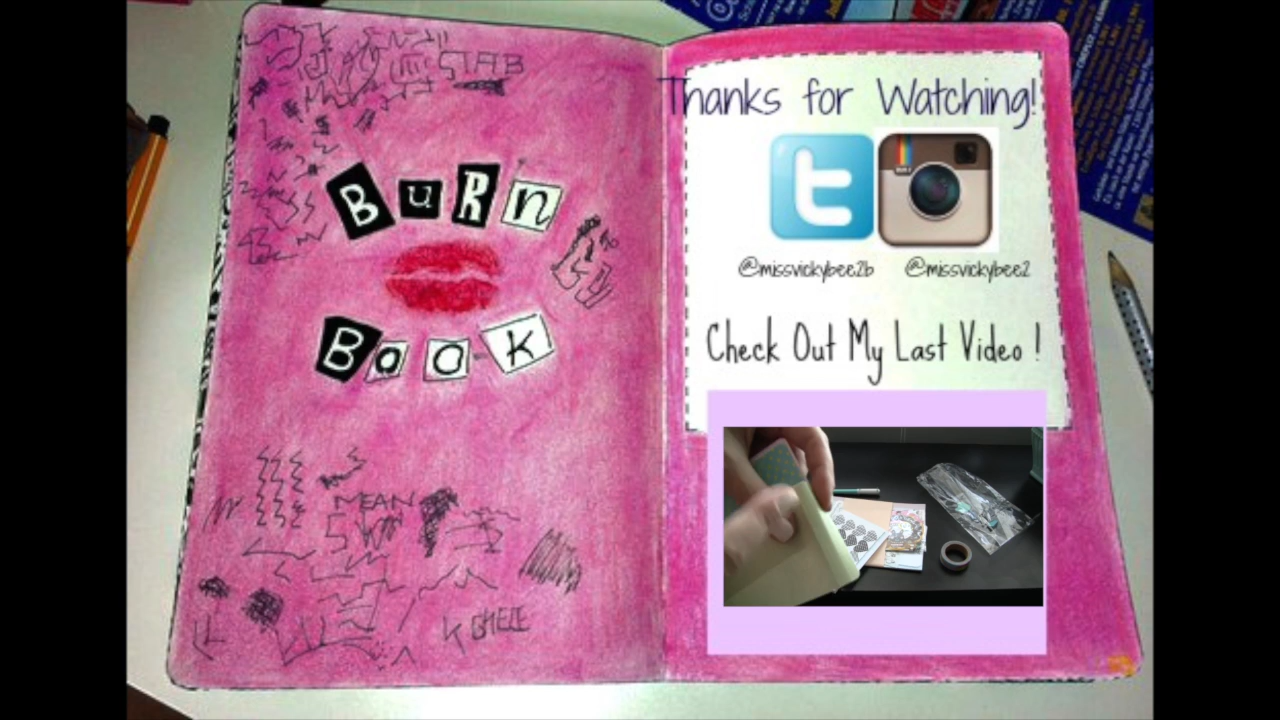 STAB
BuRn
Book
MEAN
Thanks for Watching!
t
@missvickybee2b @missvickybee2
Check Out My Last Video !